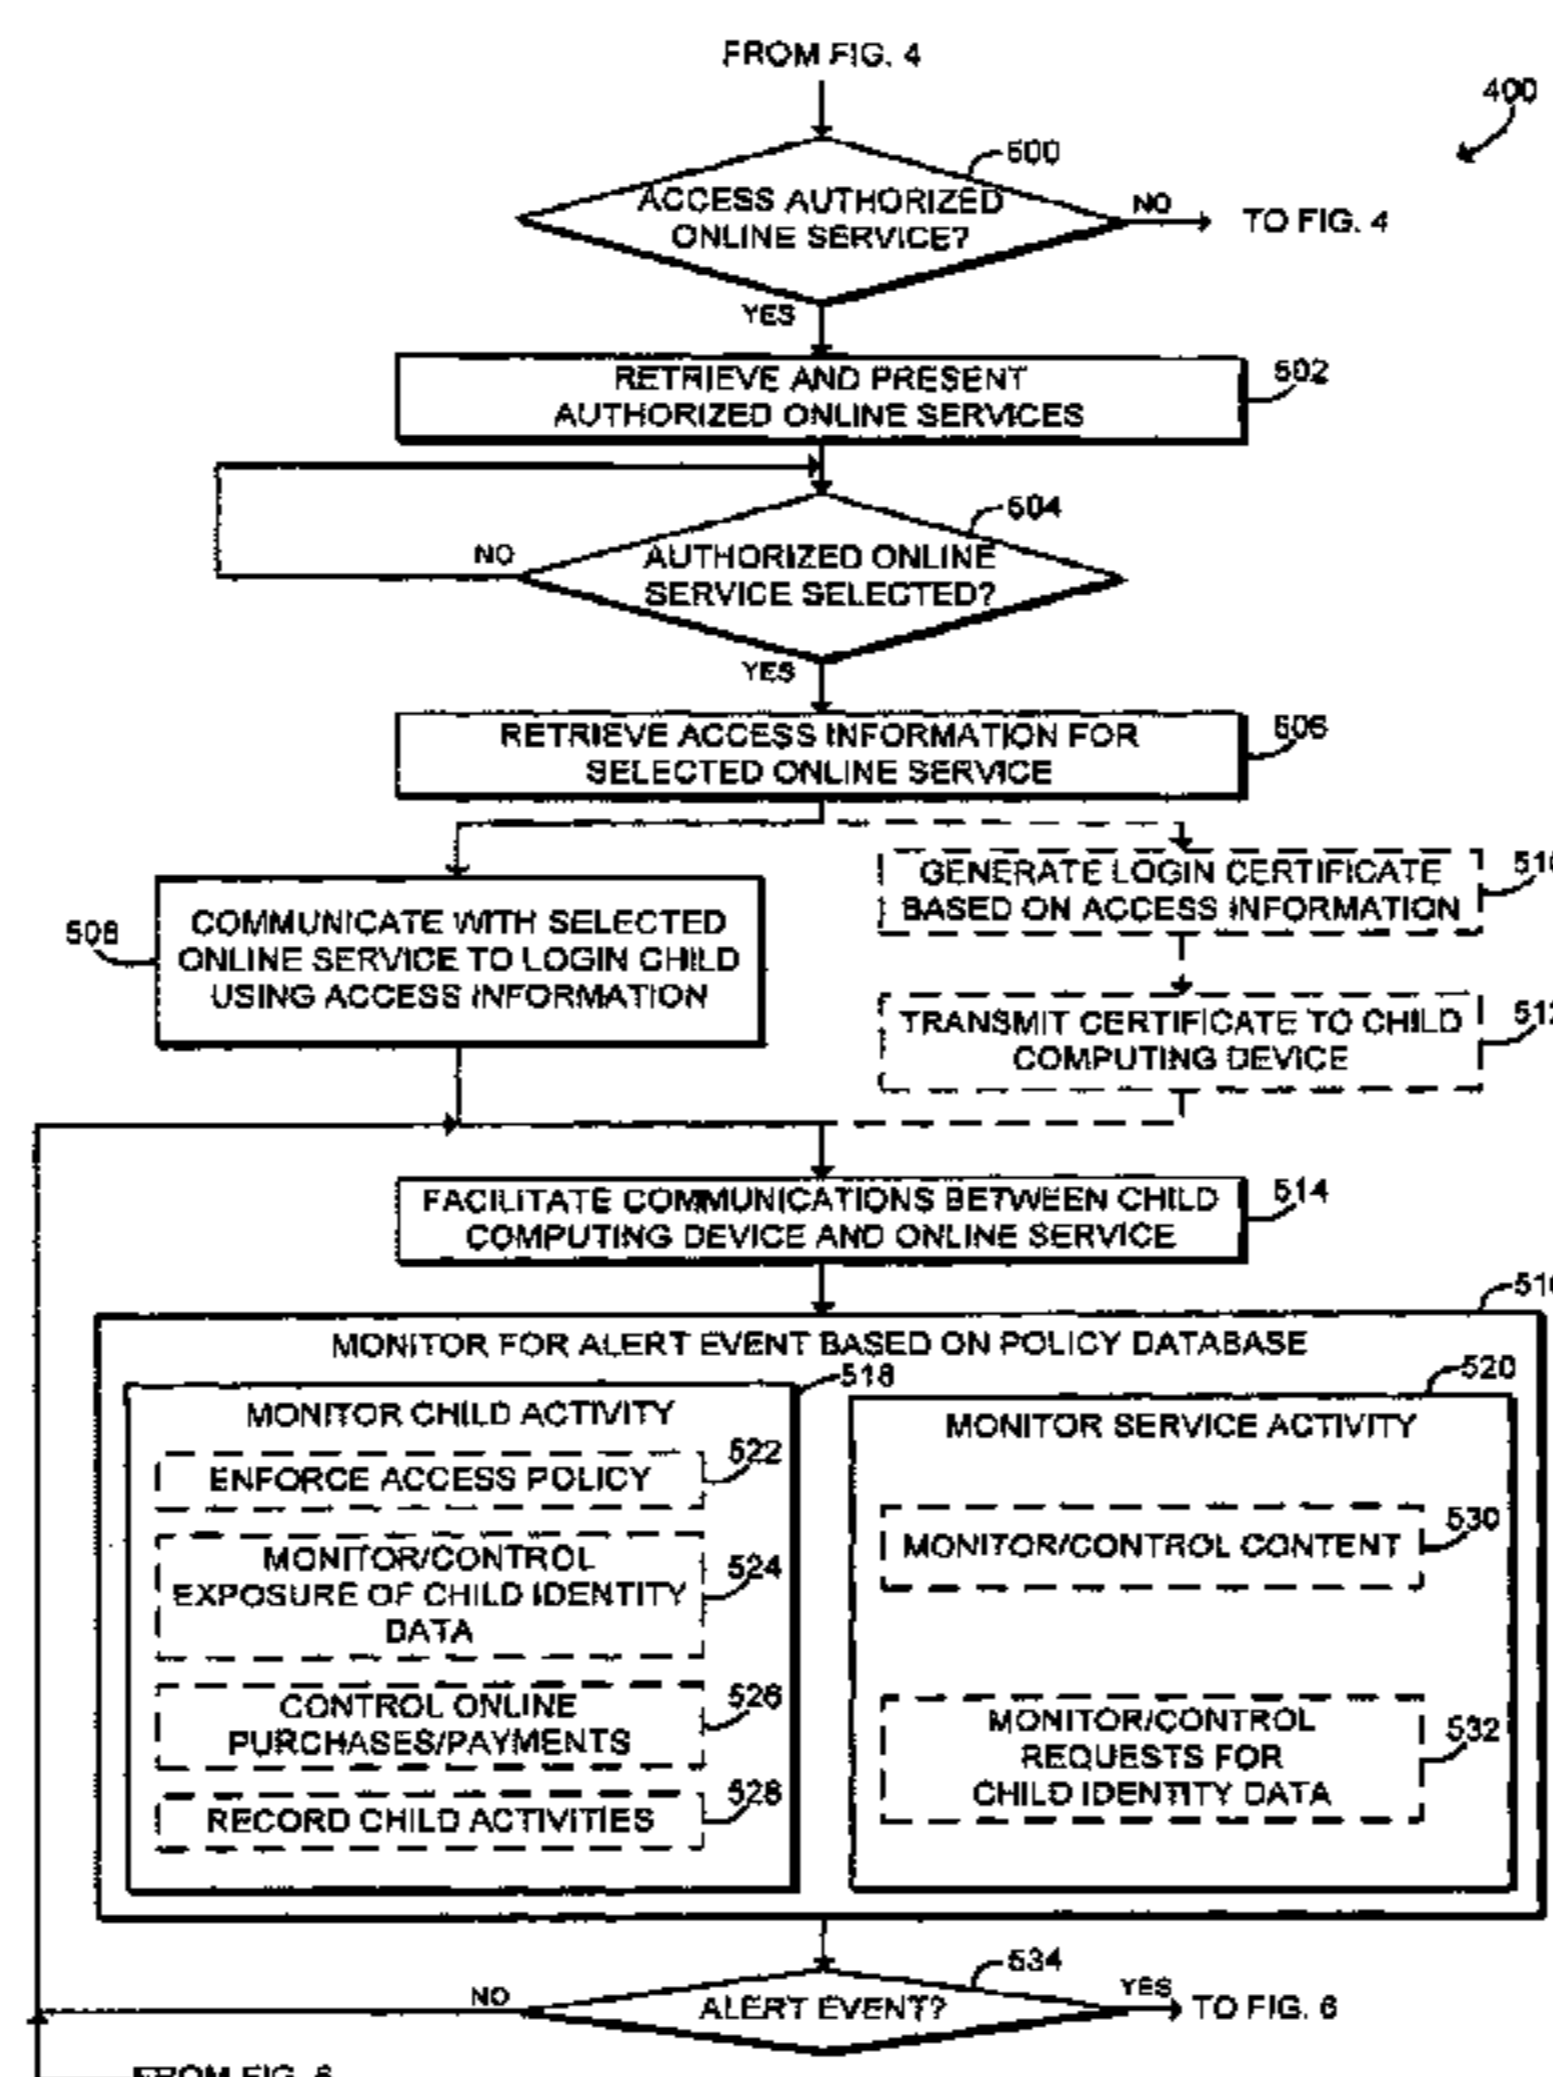 FROM FIG. 4
400
500
ACCESS AUTHORIZED
ONLINE SERVICE?
NO
TO FIG. 4
YES
502
RETRIEVE AND PRESENT
AUTHORIZED ONLINE SERVICES
504
NO
AUTHORIZED ONLINE
SERVICE SELECTED?
YES
506
RETRIEVE ACCESS INFORMATION FOR
SELECTED ONLINE SERVICE
508
COMMUNICATE WITH SELECTED
ONLINE SERVICE TO LOGIN CHILD
USING ACCESS INFORMATION
GENERATE LOGIN CERTIFICATE
BASED ON ACCESS INFORMATION
TRANSMIT CERTIFICATE TO CHILD
COMPUTING DEVICE
514
FACILITATE COMMUNICATIONS BETWEEN CHILD
COMPUTING DEVICE AND ONLINE SERVICE
MONITOR FOR ALERT EVENT BASED ON POLICY DATABASE
518
MONITOR CHILD ACTIVITY
522
ENFORCE ACCESS POLICY
524
MONITOR/CONTROL
EXPOSURE OF CHILD IDENTITY
DATA
526
CONTROL ONLINE
PURCHASES/PAYMENTS
528
RECORD CHILD ACTIVITIES
520
MONITOR SERVICE ACTIVITY
530
MONITOR/CONTROL CONTENT
532
MONITOR/CONTROL
REQUESTS FOR
CHILD IDENTITY DATA
534
NO
ALERT EVENT?
YES
TO FIG. 6
FROM FIG. 6